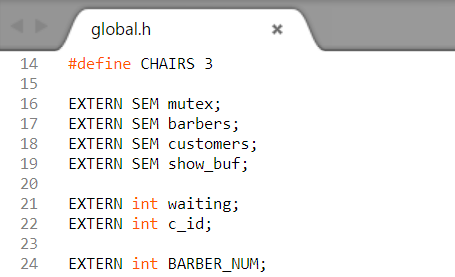 global.h
14 #define CHAIRS 3
15
16 EXTERN SEM mutex;
17 EXTERN SEM barbers;
18 EXTERN SEM customers;
19 EXTERN SEM show_buf;
20
21 EXTERN int waiting;
22 EXTERN int c_id;
23
24 EXTERN int BARBER_NUM;